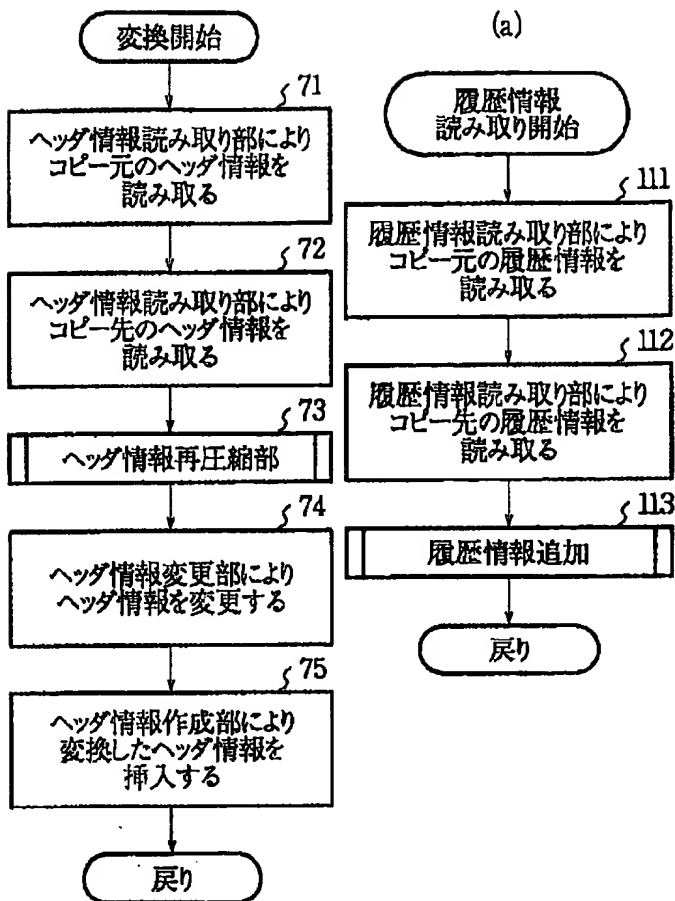 変換開始
71
ヘッダ情報読み取り部により
コピー元のヘッダ情報を
読み取る
72
ヘッダ情報読み取り部により
コピー先のヘッダ情報を
読み取る
73
ヘッダ情報再圧縮部
74
ヘッダ情報変更部により
ヘッダ情報を変更する
75
ヘッダ情報作成部により
変換したヘッダ情報を
挿入する
戻り
(a)
履歴情報
読み取り開始
111
履歴情報読み取り部により
コピー元の履歴情報を
読み取る
112
履歴情報読み取り部により
コピー先の履歴情報を
読み取る
113
履歴情報追加
戻り